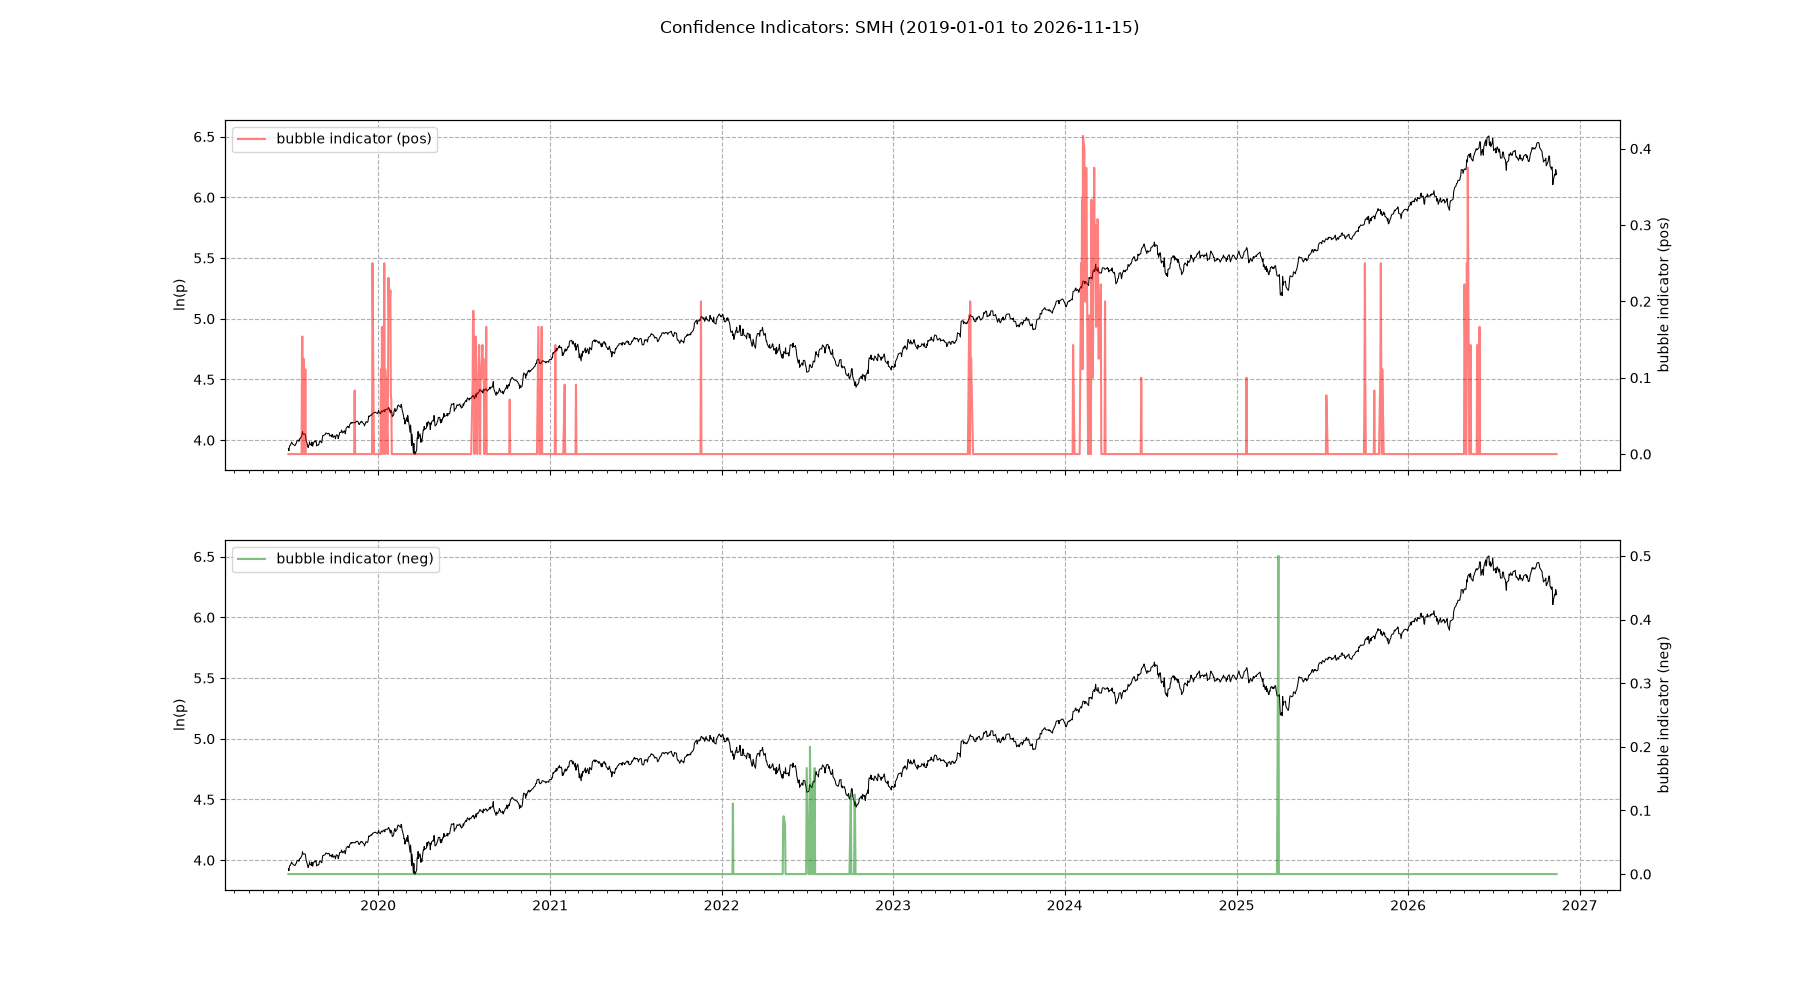 Confidence Indicators: SMH (2019-01-01 to 2026-11-15)
bubble indicator (pos)
6.5
6.0
5.5
5.0
4.5
4.0
ln(p)
0.4
0.3
0.2
0.1
0.0
bubble indicator (pos)
bubble indicator (neg)
6.5
6.0
5.5
5.0
4.5
4.0
ln(p)
0.5
0.4
0.3
0.2
0.1
0.0
bubble indicator (neg)
2020 2021 2022 2023 2024 2025 2026 2027